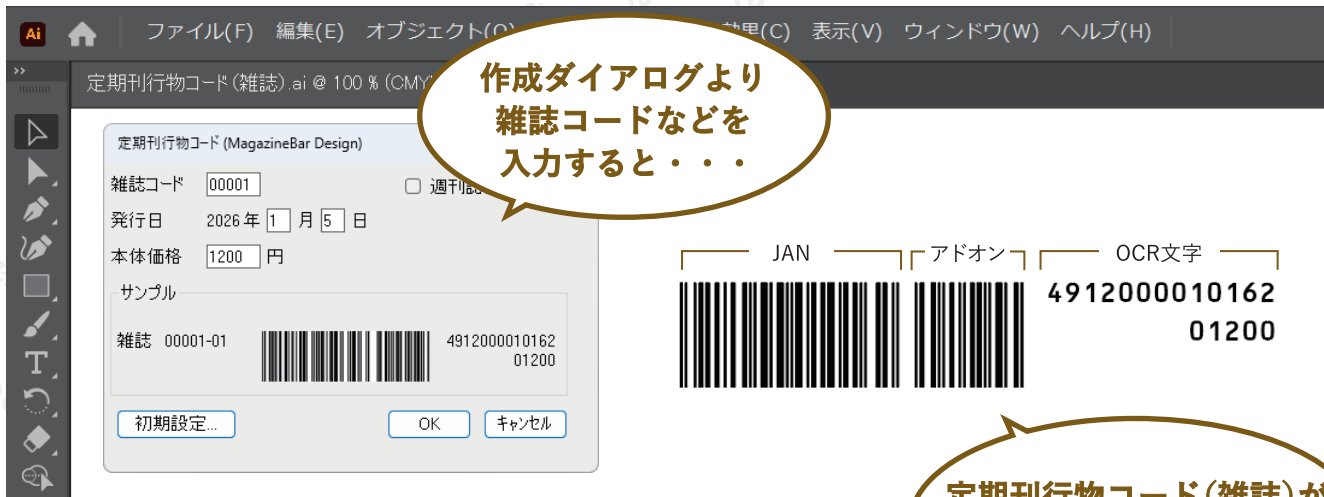 Ai ファイル(F) 編集(E) オブジェクト(O) 効果(C) 表示(V) ウィンドウ(W) ヘルプ(H)
定期刊行物コード(雑誌).ai @ 100 % (CMY
作成ダイアログより
雑誌コードなどを
入力すると・・・
定期刊行物コード (MagazineBar Design)
雑誌コード 00001 週刊誌
発行日 2026 年 1 月 5 日
本体価格 1200 円
サンプル
雑誌 00001-01 4912000010162
01200
初期設定... OK キャンセル
JAN アドオン OCR文字
4912000010162
01200
定期刊行物コード(雑誌)が